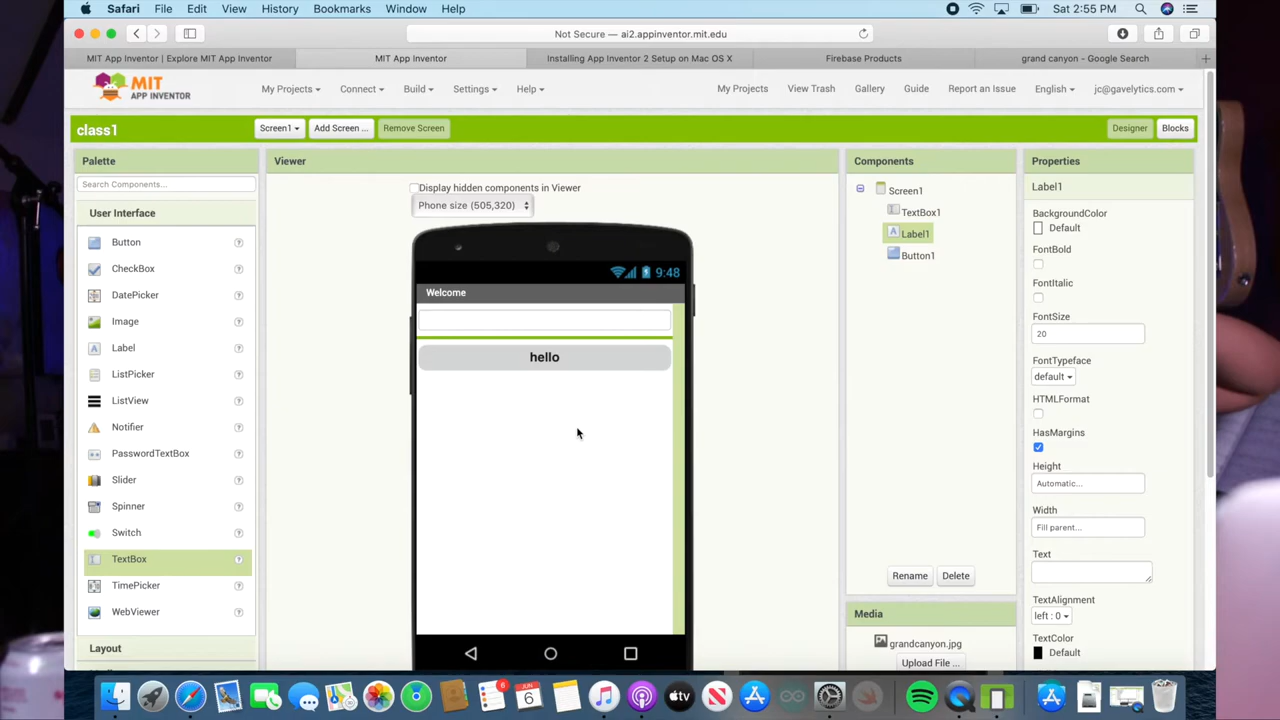 Safari File Edit View History Bookmarks Window Help Sat 2:55 PM
Not Secure — ai2.appinventor.mit.edu
MIT App Inventor | Explore MIT App Inventor MIT App Inventor Installing App Inventor 2 Setup on Mac OS X Firebase Products grand canyon - Google Search
MIT APP INVENTOR
My Projects Connect Build Settings Help My Projects View Trash Gallery Guide Report an Issue English jc@gavelytics.com
class1 Screen1 Add Screen ... Remove Screen Designer Blocks
Palette
Search Components...
User Interface
Button ?
CheckBox ?
DatePicker ?
Image ?
Label ?
ListPicker ?
ListView ?
Notifier ?
PasswordTextBox ?
Slider ?
Spinner ?
Switch ?
TextBox ?
TimePicker ?
WebViewer ?
Layout
Viewer
Display hidden components in Viewer
Phone size (505,320)
9:48
Welcome
hello
Components
Screen1
TextBox1
A Label1
Button1
Rename Delete
Media
grandcanyon.jpg
Upload File ...
Properties
Label1
BackgroundColor
Default
FontBold
FontItalic
FontSize
20
FontTypeface
default
HTMLFormat
HasMargins
Height
Automatic...
Width
Fill parent...
Text
TextAlignment
left : 0
TextColor
Default
6
JUN
6
tv